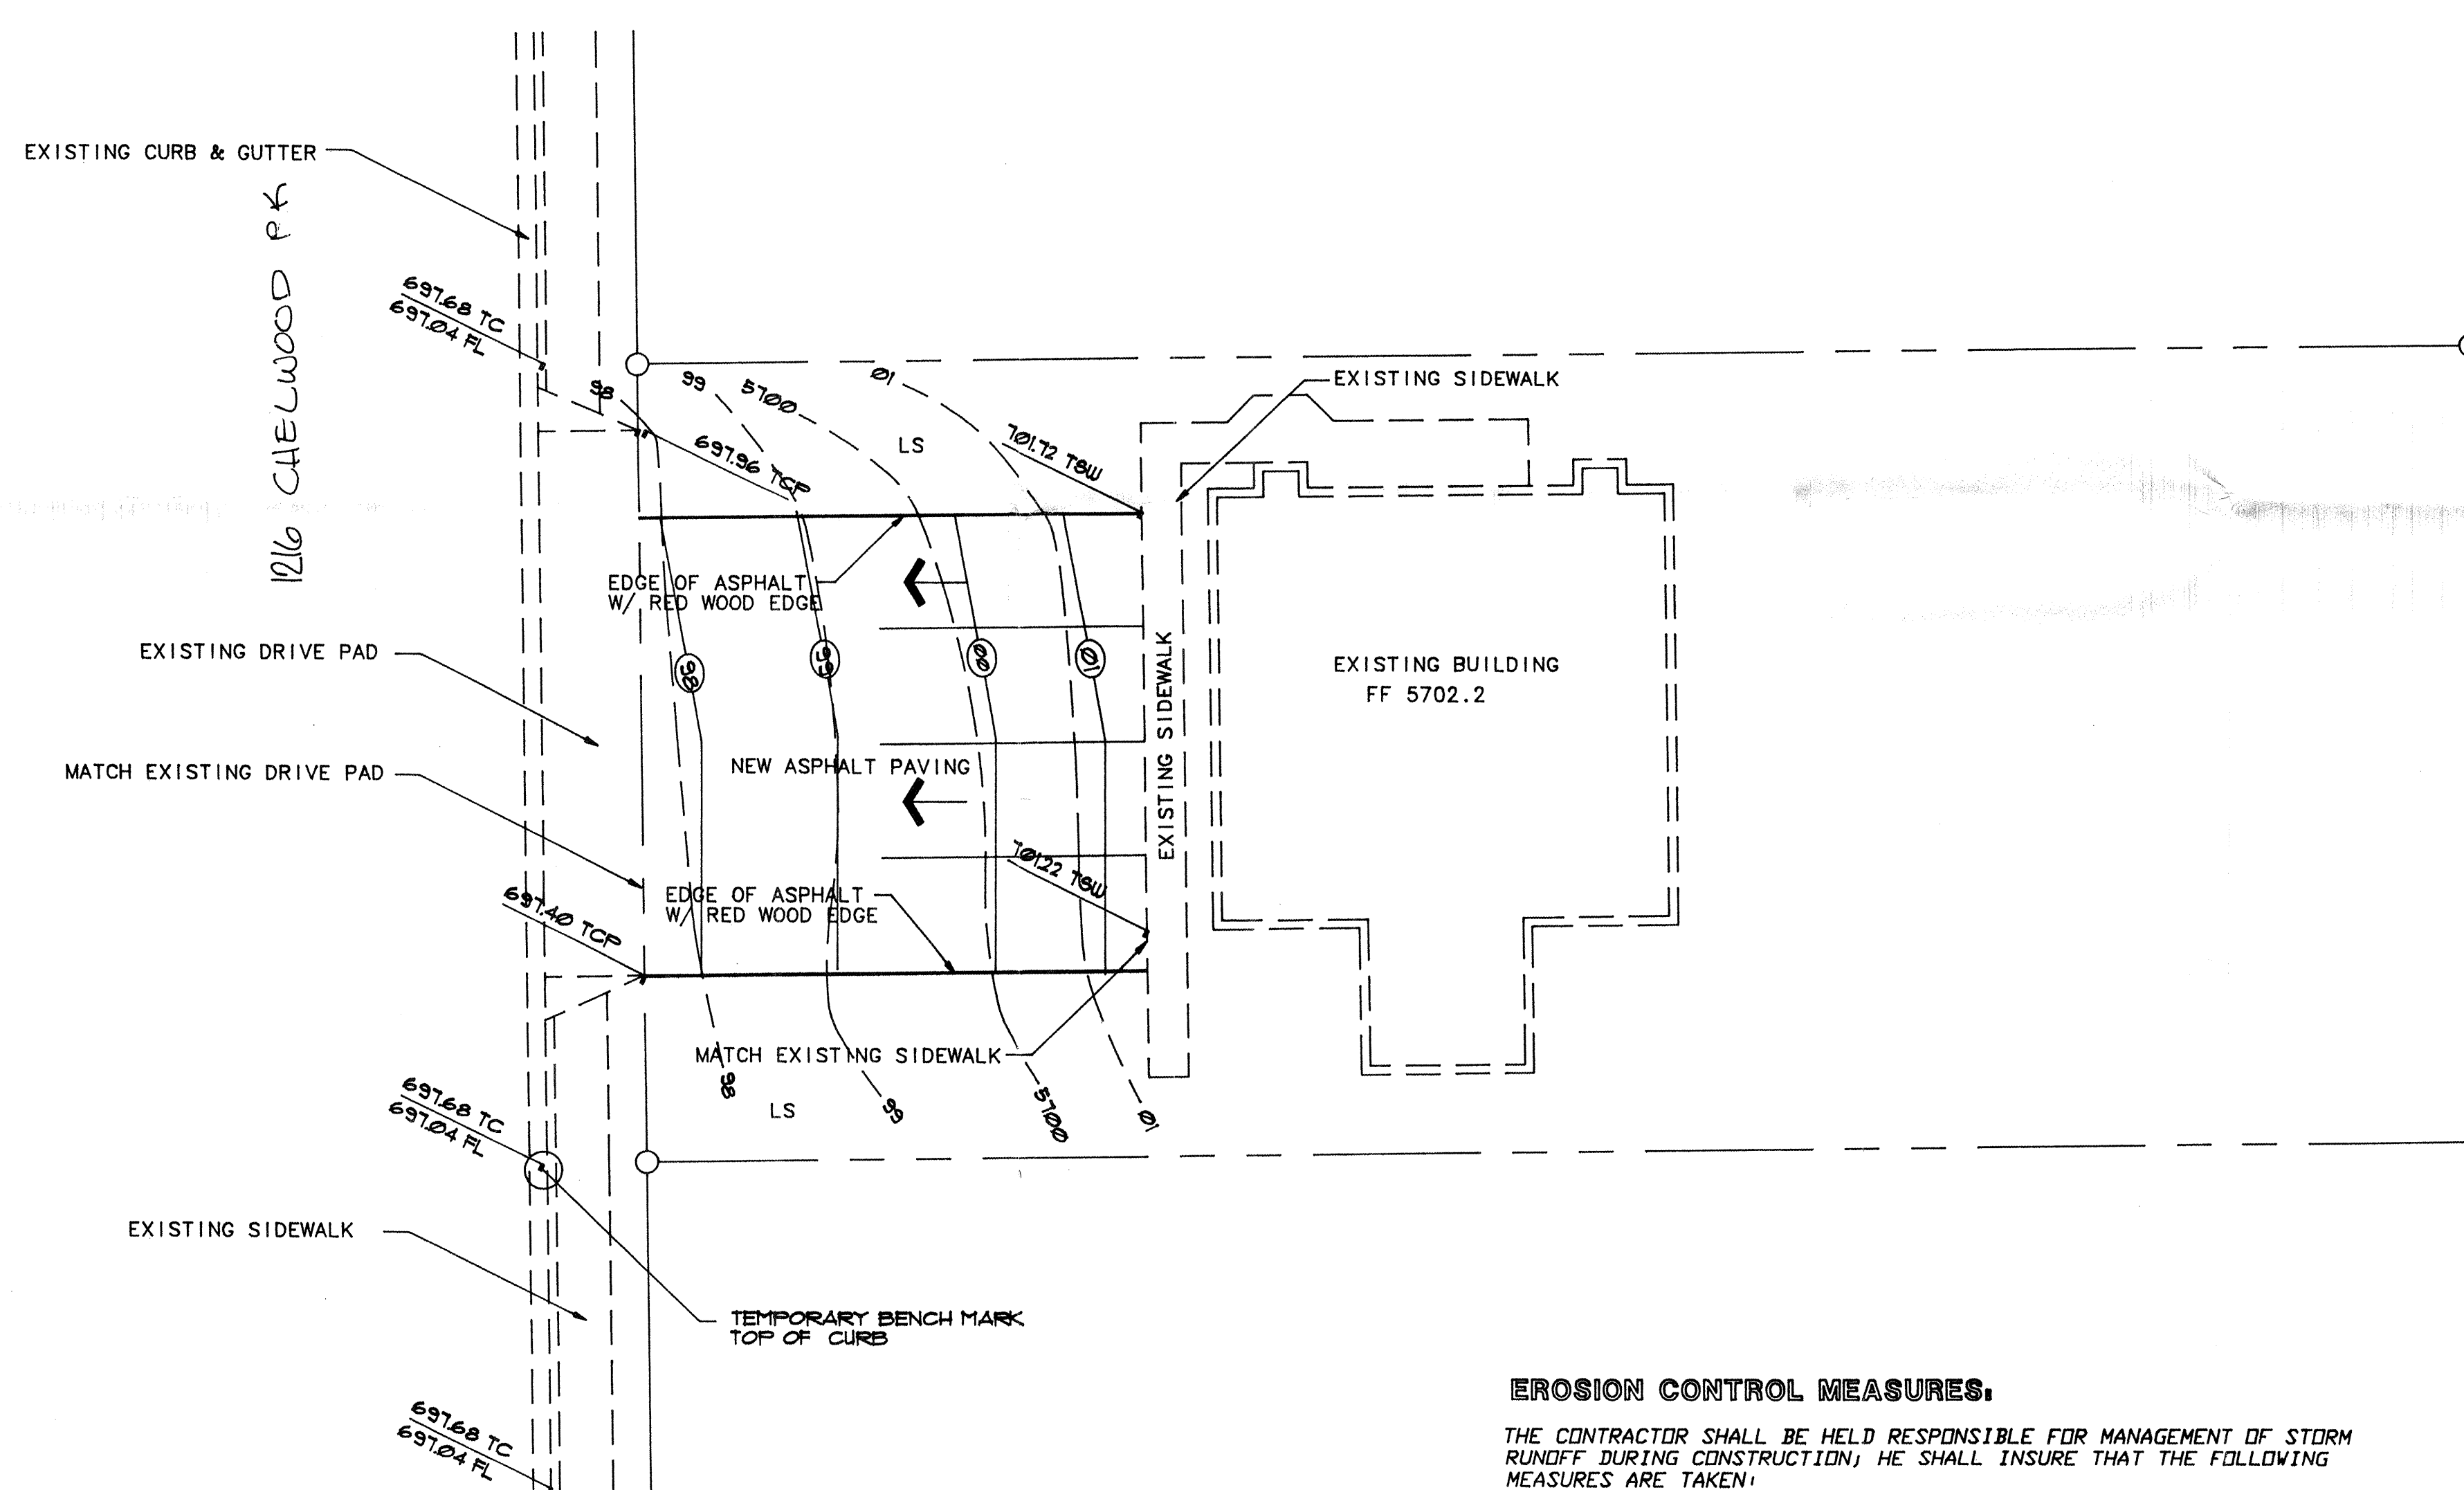 EXISTING CURB & GUTTER
1216 CHELWOOD PK
697.68 TC
697.04 FL
98
99
5700
01
EXISTING SIDEWALK
LS
701.72 TSW
697.96 TCP
EDGE OF ASPHALT
W/ RED WOOD EDGE
EXISTING DRIVE PAD
98
99
00
01
EXISTING SIDEWALK
EXISTING BUILDING
FF 5702.2
MATCH EXISTING DRIVE PAD
NEW ASPHALT PAVING
701.22 TSW
697.40 TCP
EDGE OF ASPHALT
W/ RED WOOD EDGE
MATCH EXISTING SIDEWALK
98
99
5700
01
LS
697.68 TC
697.04 FL
EXISTING SIDEWALK
TEMPORARY BENCH MARK
TOP OF CURB
697.68 TC
697.04 FL
EROSION CONTROL MEASURES:
THE CONTRACTOR SHALL BE HELD RESPONSIBLE FOR MANAGEMENT OF STORM
RUNOFF DURING CONSTRUCTION; HE SHALL INSURE THAT THE FOLLOWING
MEASURES ARE TAKEN: